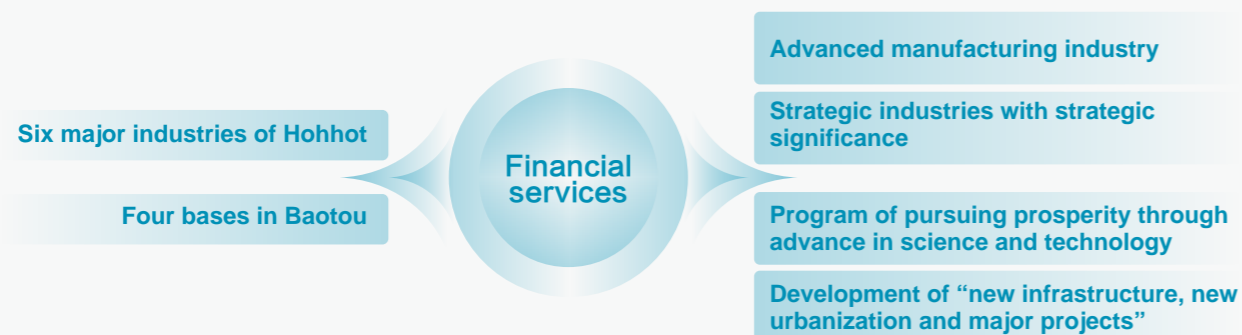 Six major industries of Hohhot
Four bases in Baotou
Financial
services
Advanced manufacturing industry
Strategic industries with strategic
significance
Program of pursuing prosperity through
advance in science and technology
Development of “new infrastructure, new
urbanization and major projects”